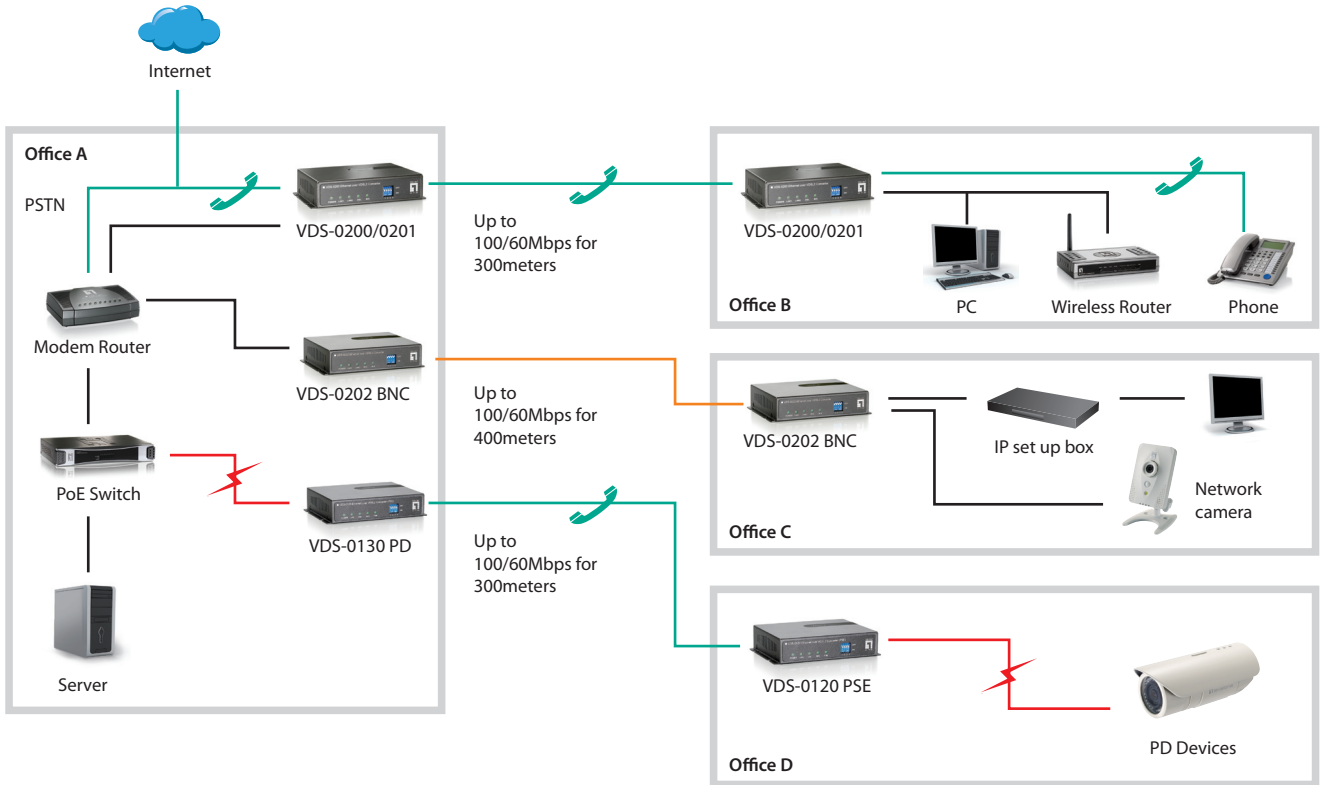 Internet
Office A
PSTN
VDS-0200/0201
Modem Router
VDS-0202 BNC
PoE Switch
VDS-0130 PD
Server
Up to
100/60Mbps for
300meters
Up to
100/60Mbps for
400meters
Up to
100/60Mbps for
300meters
VDS-0200/0201
Office B
PC
Wireless Router
Phone
VDS-0202 BNC
IP set up box
Network
camera
Office C
VDS-0120 PSE
PD Devices
Office D